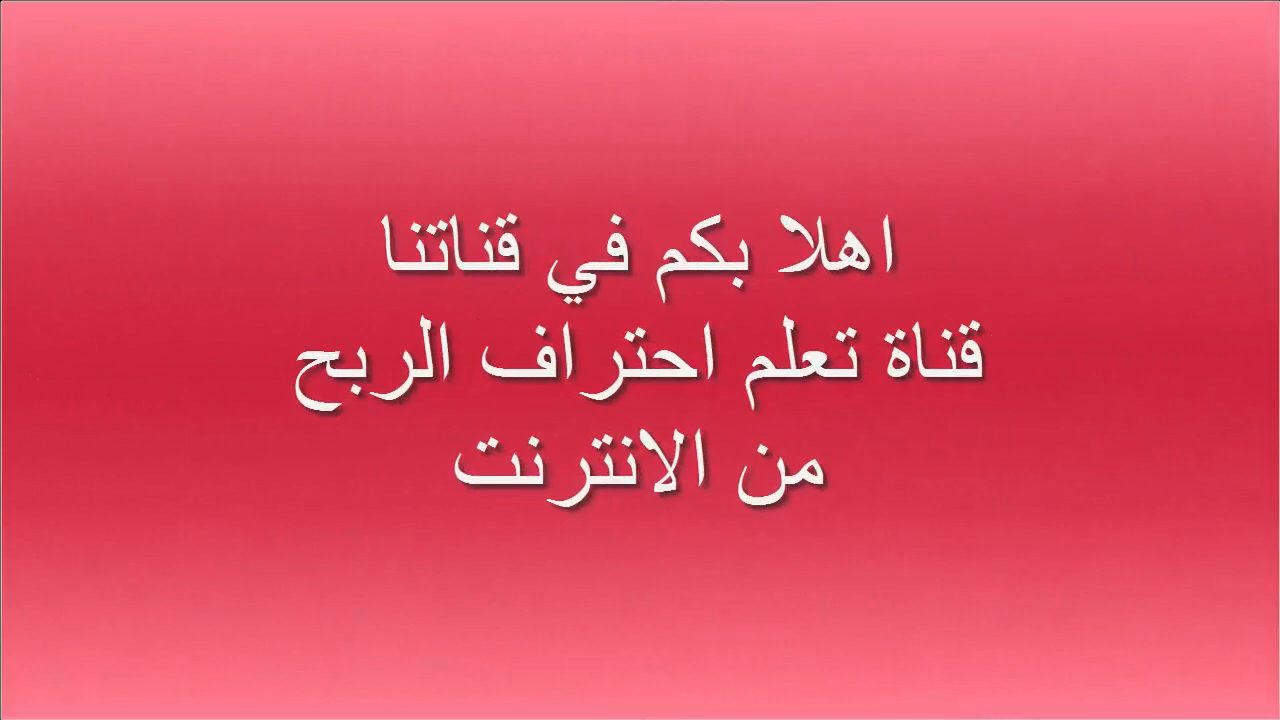 اهلا بكم في قناتنا
قناة تعلم احتراف الربح
من الانترنت